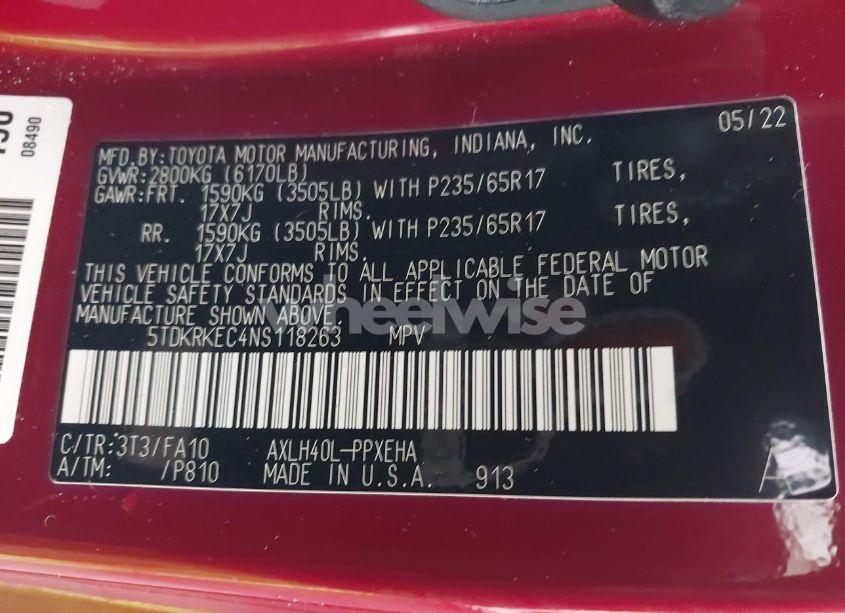 08490
05/22
MFD.BY:TOYOTA MOTOR MANUFACTURING, INDIANA, INC.
GVWR:2800KG (6170LB)
GAWR:FRT. 1590KG (3505LB) WITH P235/65R17 TIRES,
17X7J RIMS.
RR. 1590KG (3505LB) WITH P235/65R17 TIRES,
17X7J RIMS.
THIS VEHICLE CONFORMS TO ALL APPLICABLE FEDERAL MOTOR
VEHICLE SAFETY STANDARDS IN EFFECT ON THE DATE OF
MANUFACTURE SHOWN ABOVE.
wheelwise
5TDKRKEC4NS118263 MPV
C/TR:3T3/FA10 AXLH40L-PPXEHA
A/TM: /P810 MADE IN U.S.A. 913
A